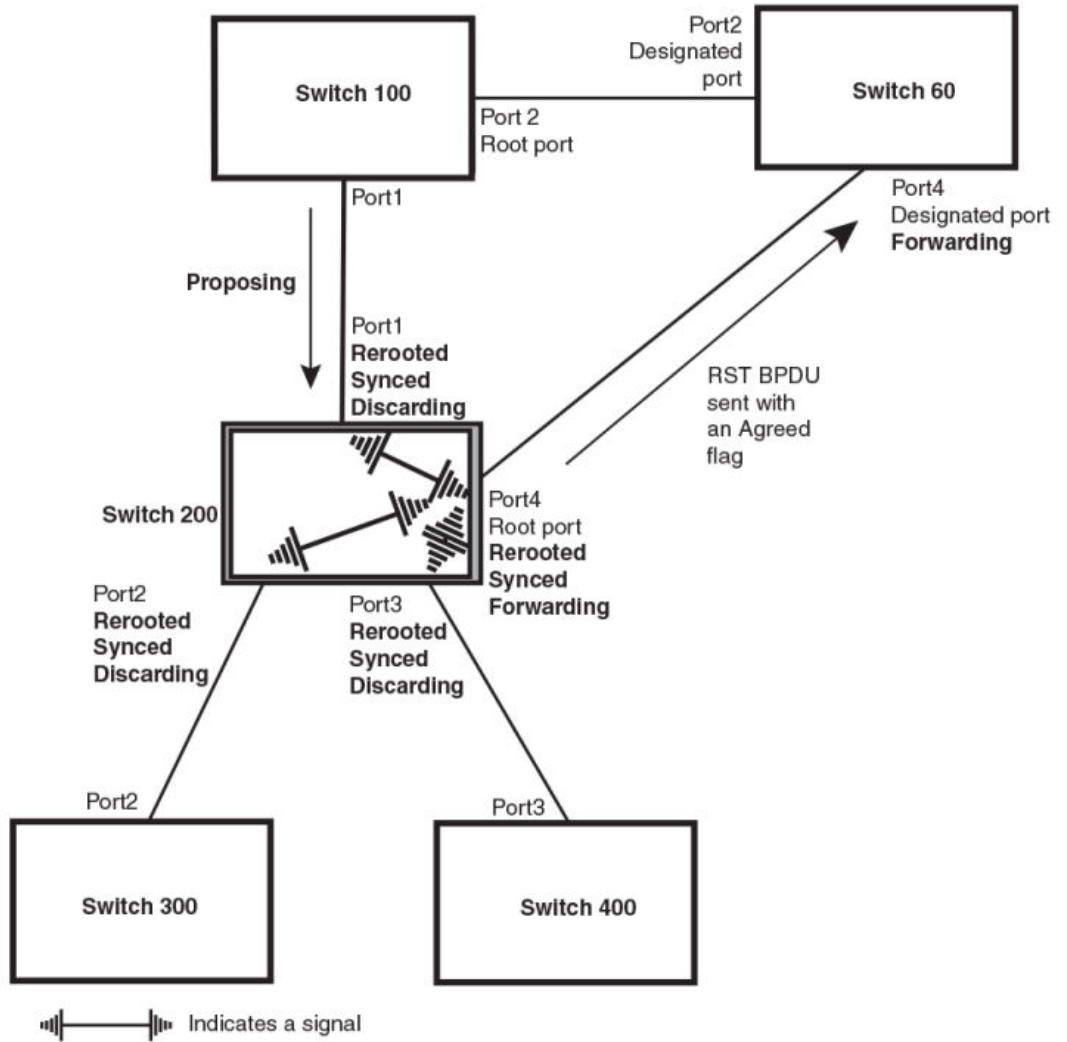 Switch 100
Port2
Designated
port
Switch 60
Port 2
Root port
Port1
Port4
Designated port
Forwarding
Proposing
Port1
Rerooted
Synced
Discarding
RST BPDU
sent with
an Agreed
flag
Switch 200
Port4
Root port
Rerooted
Synced
Forwarding
Port2
Rerooted
Synced
Discarding
Port3
Rerooted
Synced
Discarding
Port2
Port3
Switch 300
Switch 400
Indicates a signal